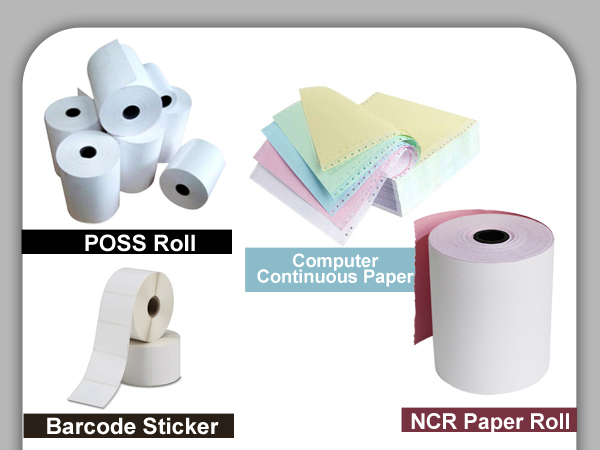 POSS Roll
Computer
Continuous Paper
Barcode Sticker
NCR Paper Roll